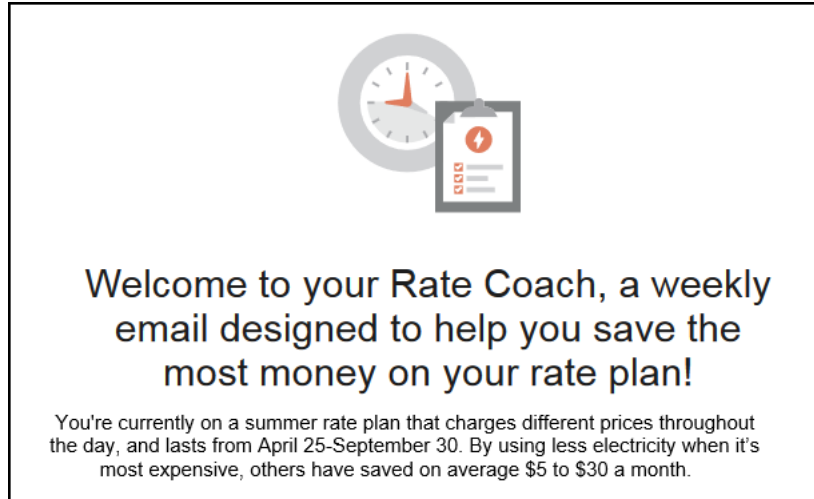 Welcome to your Rate Coach, a weekly
email designed to help you save the
most money on your rate plan!
You're currently on a summer rate plan that charges different prices throughout
the day, and lasts from April 25-September 30. By using less electricity when it’s
most expensive, others have saved on average $5 to $30 a month.